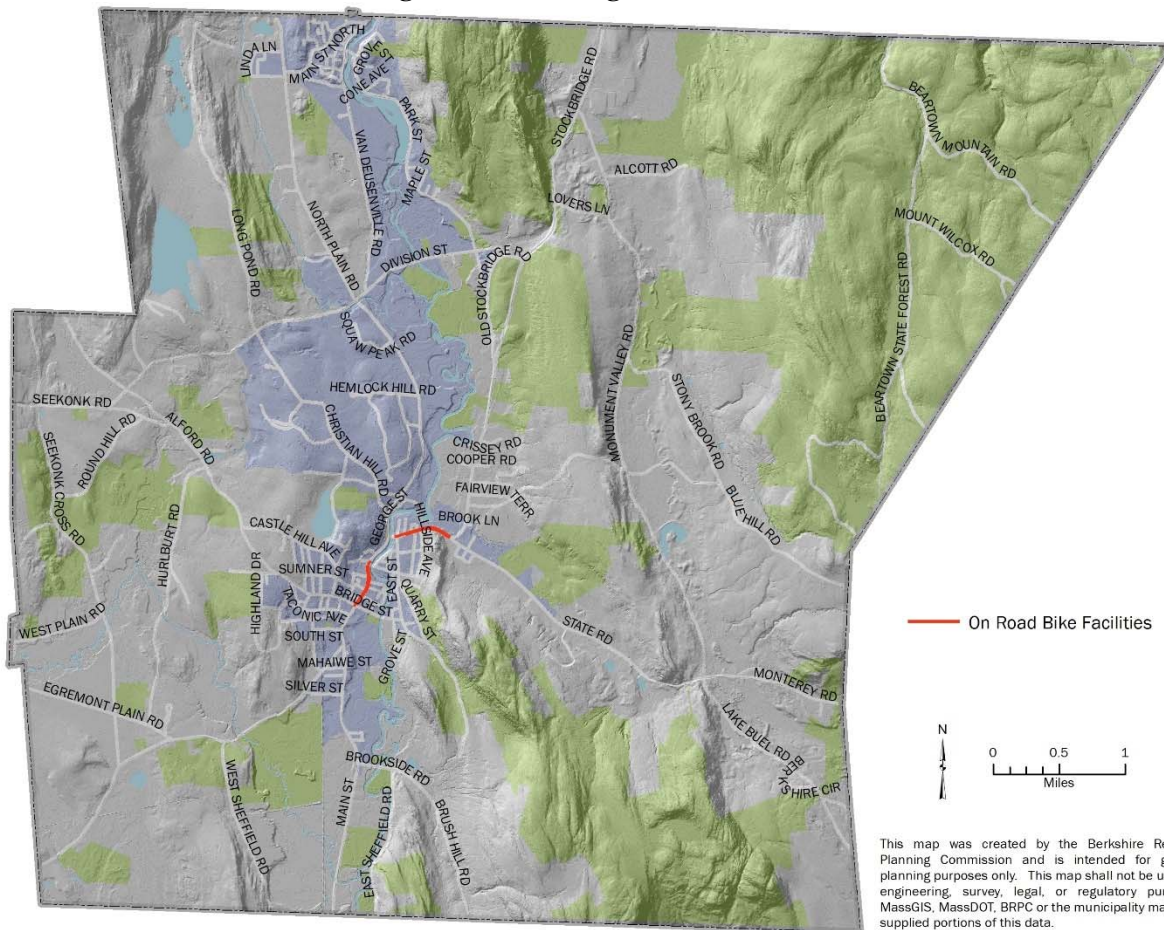 LINDA LN
MAIN ST NORTH
GROVE ST
CONE AVE
PARK ST
MAPLE ST
VAN DEUSENVILLE RD
STOCKBRIDGE RD
ALCOTT RD
LOVERS LN
BEARTOWN MOUNTAIN RD
MOUNT WILCOX RD
LONG POND RD
NORTH PLAIN RD
DIVISION ST
OLD STOCKBRIDGE RD
SQUAW PEAK RD
HEMLOCK HILL RD
MONUMENT VALLEY RD
BEARTOWN STATE FOREST RD
SEEKONK RD
ROUND HILL RD
ALFORD RD
SEEKONK CROSS RD
CHRISTIAN HILL RD
CRISSEY RD
COOPER RD
STONY BROOK RD
FAIRVIEW TERR
BROOK LN
BLUE HILL RD
GEORGE ST
HILLSIDE AVE
CASTLE HILL AVE
HURLBURT RD
SUMNER ST
EAST ST
HIGHLAND DR
BRIDGE ST
QUARRY ST
TACONIC AVE
WEST PLAIN RD
SOUTH ST
STATE RD
GROVE ST
MAHAIWE ST
SILVER ST
MONTEREY RD
EGREMONT PLAIN RD
LAKE BUEL RD
BERKSHIRE CIR
BROOKSIDE RD
WEST SHEFFIELD RD
MAIN ST
EAST SHEFFIELD RD
BRUSH HILL RD
On Road Bike Facilities
N
0 0.5 1
Miles
This map was created by the Berkshire Re
Planning Commission and is intended for g
planning purposes only. This map shall not be u
engineering, survey, legal, or regulatory pur
MassGIS, MassDOT, BRPC or the municipality ma
supplied portions of this data.